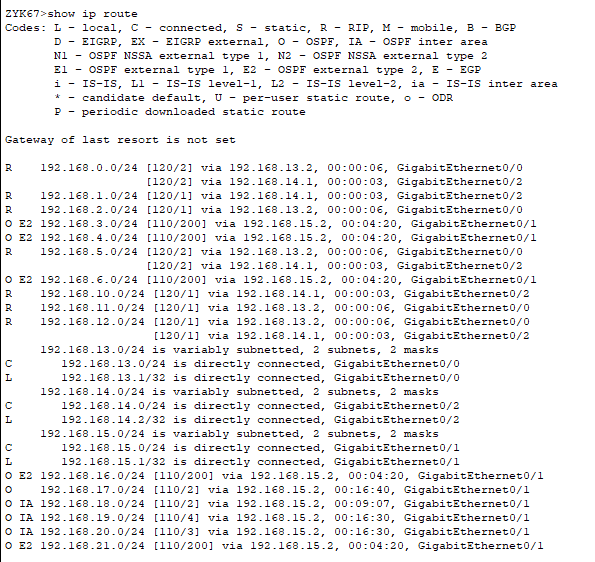 ZYK67>show ip route
Codes: L - local, C - connected, S - static, R - RIP, M - mobile, B - BGP
       D - EIGRP, EX - EIGRP external, O - OSPF, IA - OSPF inter area
       N1 - OSPF NSSA external type 1, N2 - OSPF NSSA external type 2
       E1 - OSPF external type 1, E2 - OSPF external type 2, E - EGP
       i - IS-IS, L1 - IS-IS level-1, L2 - IS-IS level-2, ia - IS-IS inter area
       * - candidate default, U - per-user static route, o - ODR
       P - periodic downloaded static route

Gateway of last resort is not set

R    192.168.0.0/24 [120/2] via 192.168.13.2, 00:00:06, GigabitEthernet0/0
                    [120/2] via 192.168.14.1, 00:00:03, GigabitEthernet0/2
R    192.168.1.0/24 [120/1] via 192.168.14.1, 00:00:03, GigabitEthernet0/2
R    192.168.2.0/24 [120/1] via 192.168.13.2, 00:00:06, GigabitEthernet0/0
O E2 192.168.3.0/24 [110/200] via 192.168.15.2, 00:04:20, GigabitEthernet0/1
O E2 192.168.4.0/24 [110/200] via 192.168.15.2, 00:04:20, GigabitEthernet0/1
R    192.168.5.0/24 [120/2] via 192.168.13.2, 00:00:06, GigabitEthernet0/0
                    [120/2] via 192.168.14.1, 00:00:03, GigabitEthernet0/2
O E2 192.168.6.0/24 [110/200] via 192.168.15.2, 00:04:20, GigabitEthernet0/1
R    192.168.10.0/24 [120/1] via 192.168.14.1, 00:00:03, GigabitEthernet0/2
R    192.168.11.0/24 [120/1] via 192.168.13.2, 00:00:06, GigabitEthernet0/0
R    192.168.12.0/24 [120/1] via 192.168.13.2, 00:00:06, GigabitEthernet0/0
                     [120/1] via 192.168.14.1, 00:00:03, GigabitEthernet0/2
     192.168.13.0/24 is variably subnetted, 2 subnets, 2 masks
C       192.168.13.0/24 is directly connected, GigabitEthernet0/0
L       192.168.13.1/32 is directly connected, GigabitEthernet0/0
     192.168.14.0/24 is variably subnetted, 2 subnets, 2 masks
C       192.168.14.0/24 is directly connected, GigabitEthernet0/2
L       192.168.14.2/32 is directly connected, GigabitEthernet0/2
     192.168.15.0/24 is variably subnetted, 2 subnets, 2 masks
C       192.168.15.0/24 is directly connected, GigabitEthernet0/1
L       192.168.15.1/32 is directly connected, GigabitEthernet0/1
O E2 192.168.16.0/24 [110/200] via 192.168.15.2, 00:04:20, GigabitEthernet0/1
O    192.168.17.0/24 [110/2] via 192.168.15.2, 00:16:40, GigabitEthernet0/1
O IA 192.168.18.0/24 [110/2] via 192.168.15.2, 00:09:07, GigabitEthernet0/1
O IA 192.168.19.0/24 [110/4] via 192.168.15.2, 00:16:30, GigabitEthernet0/1
O IA 192.168.20.0/24 [110/3] via 192.168.15.2, 00:16:30, GigabitEthernet0/1
O E2 192.168.21.0/24 [110/200] via 192.168.15.2, 00:04:20, GigabitEthernet0/1